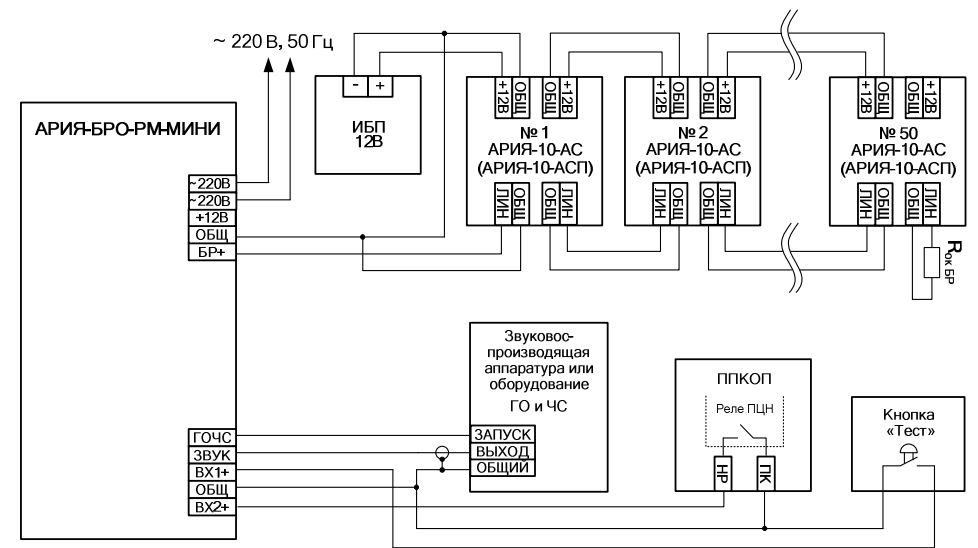 ~ 220 В, 50 Гц
АРИЯ-БРО-РМ-МИНИ
~220В
~220В
+12В
ОБЩ
БР+
ГОЧС
ЗВУК
ВХ1+
ОБЩ
ВХ2+
- +
ИБП
12В
+12В ОБЩ ОБЩ +12В
№ 1
АРИЯ-10-АС
(АРИЯ-10-АСП)
ЛИН ОБЩ ОБЩ ЛИН
+12В ОБЩ ОБЩ +12В
№ 2
АРИЯ-10-АС
(АРИЯ-10-АСП)
ЛИН ОБЩ ОБЩ ЛИН
+12В ОБЩ ОБЩ +12В
№ 50
АРИЯ-10-АС
(АРИЯ-10-АСП)
ЛИН ОБЩ ОБЩ ЛИН
Rок БР
Звуковос-
производящая
аппаратура или
оборудование
ГО и ЧС
ЗАПУСК
ВЫХОД
ОБЩИЙ
ППКОП
Реле ПЦН
НР ПК
Кнопка
«Тест»